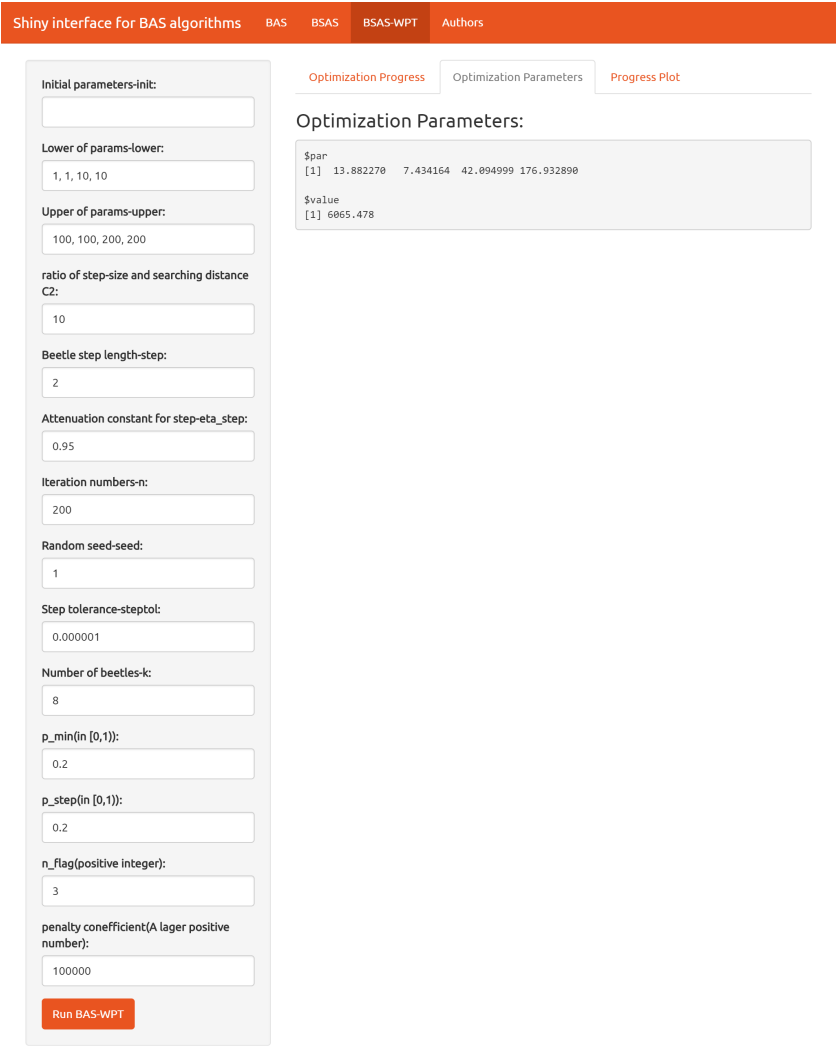 Shiny interface for BAS algorithms BAS BSAS BSAS-WPT Authors
Initial parameters-init:
Lower of params-lower:
1, 1, 10, 10
Upper of params-upper:
100, 100, 200, 200
ratio of step-size and searching distance
C2:
10
Beetle step length-step:
2
Attenuation constant for step-eta_step:
0.95
Iteration numbers-n:
200
Random seed-seed:
1
Step tolerance-steptol:
0.000001
Number of beetles-k:
8
p_min(in [0,1)):
0.2
p_step(in [0,1)):
0.2
n_flag(positive integer):
3
penalty conefficient(A lager positive
number):
100000
Run BAS-WPT
Optimization Progress Optimization Parameters Progress Plot
Optimization Parameters:
$par
[1] 13.882270 7.434164 42.094999 176.932890
$value
[1] 6065.478